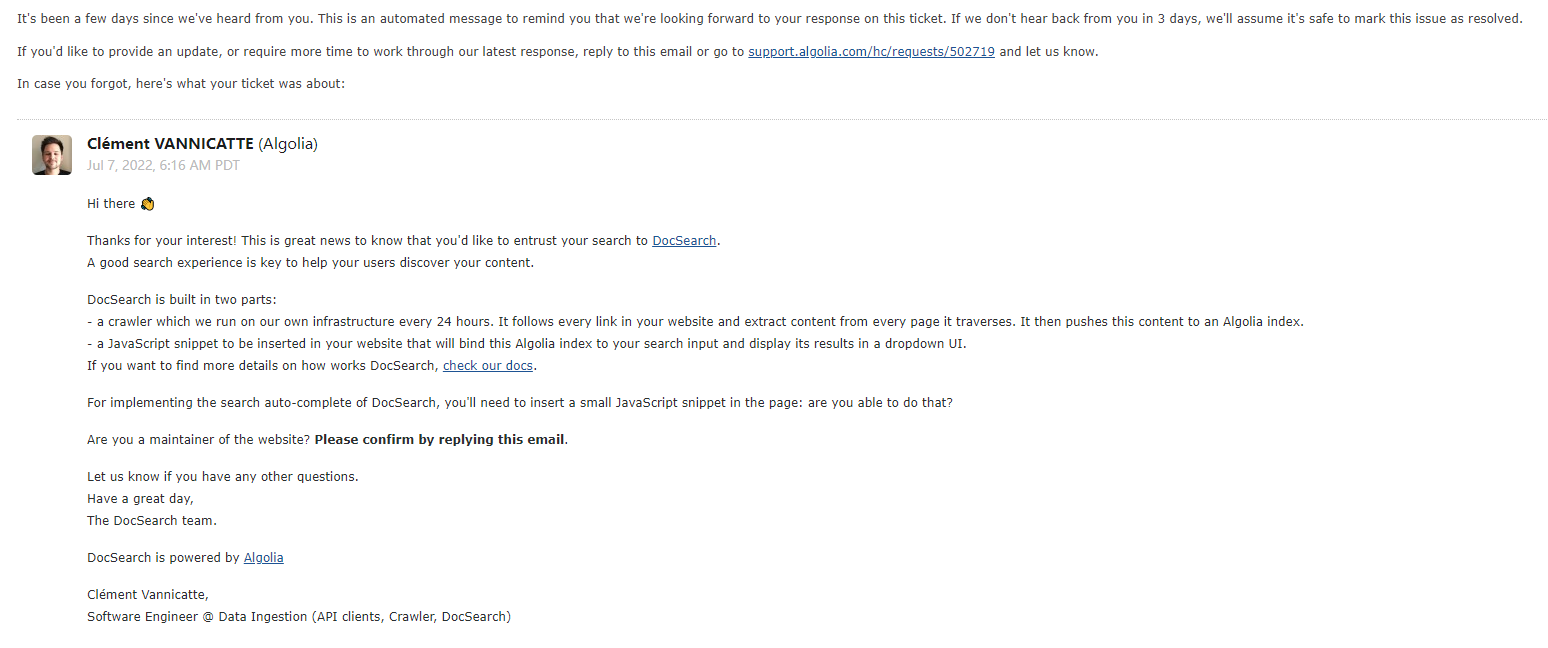 It's been a few days since we've heard from you. This is an automated message to remind you that we're looking forward to your response on this ticket. If we don't hear back from you in 3 days, we'll assume it's safe to mark this issue as resolved.
If you'd like to provide an update, or require more time to work through our latest response, reply to this email or go to support.algolia.com/hc/requests/502719 and let us know.
In case you forgot, here's what your ticket was about:
Clément VANNICATTE (Algolia)
Jul 7, 2022, 6:16 AM PDT
Hi there 👋
Thanks for your interest! This is great news to know that you'd like to entrust your search to DocSearch.
A good search experience is key to help your users discover your content.
DocSearch is built in two parts:
- a crawler which we run on our own infrastructure every 24 hours. It follows every link in your website and extract content from every page it traverses. It then pushes this content to an Algolia index.
- a JavaScript snippet to be inserted in your website that will bind this Algolia index to your search input and display its results in a dropdown UI.
If you want to find more details on how works DocSearch, check our docs.
For implementing the search auto-complete of DocSearch, you'll need to insert a small JavaScript snippet in the page: are you able to do that?
Are you a maintainer of the website? Please confirm by replying this email.
Let us know if you have any other questions.
Have a great day,
The DocSearch team.
DocSearch is powered by Algolia
Clément Vannicatte,
Software Engineer @ Data Ingestion (API clients, Crawler, DocSearch)